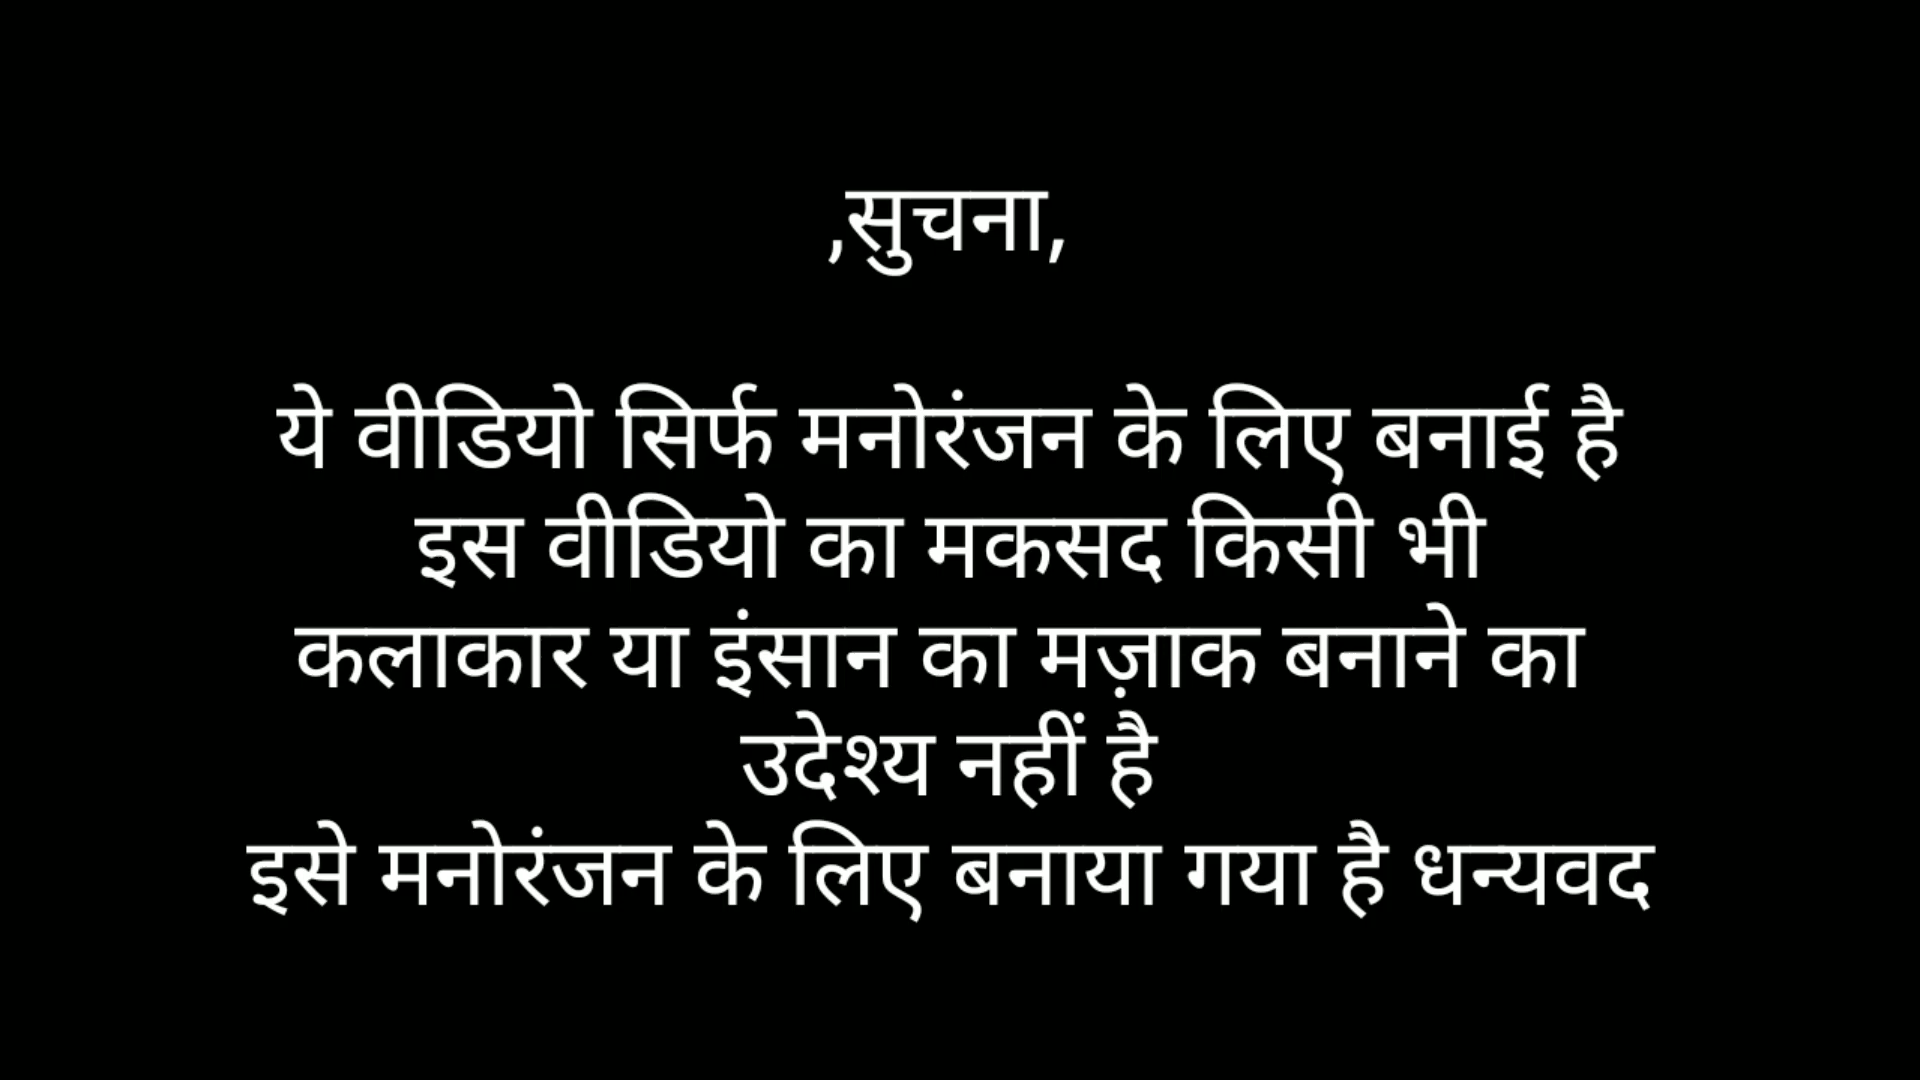 ,सुचना,
ये वीडियो सिर्फ मनोरंजन के लिए बनाई है
इस वीडियो का मकसद किसी भी
कलाकार या इंसान का मज़ाक बनाने का
उदेश्य नहीं है
इसे मनोरंजन के लिए बनाया गया है धन्यवद